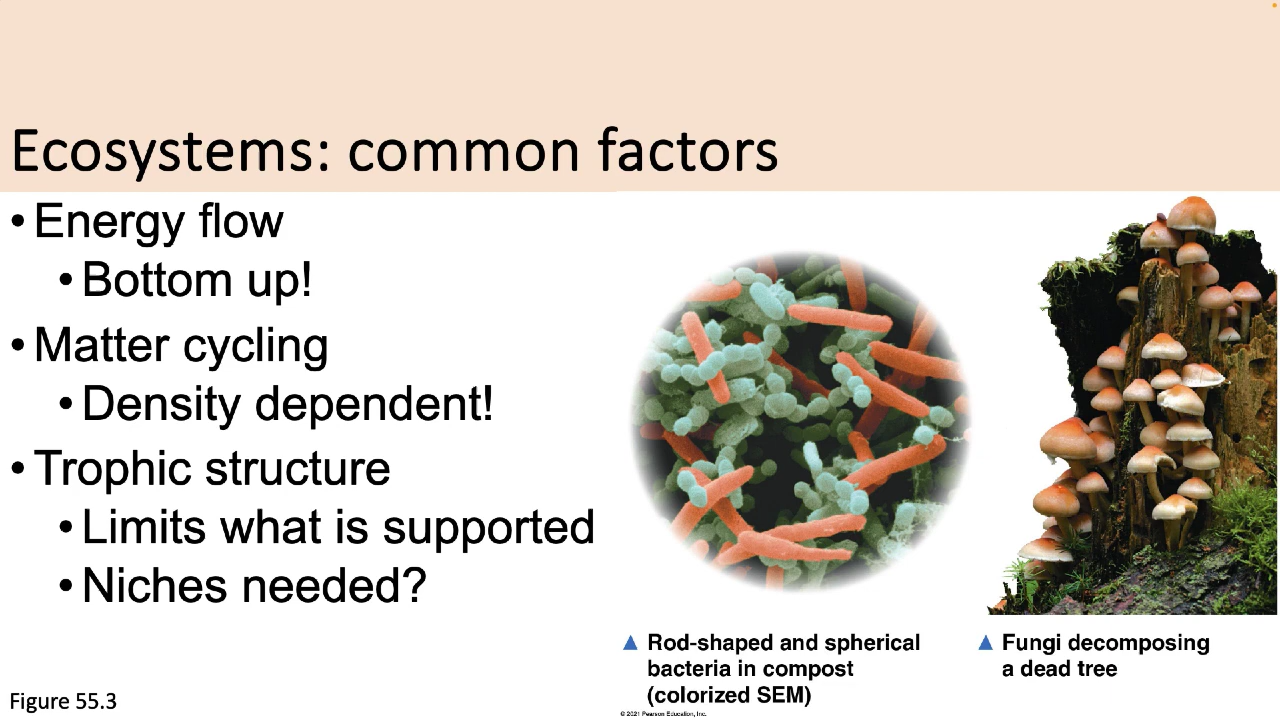 Ecosystems: common factors
• Energy flow
• Bottom up!
• Matter cycling
• Density dependent!
• Trophic structure
• Limits what is supported
• Niches needed?
▲ Rod-shaped and spherical
bacteria in compost
(colorized SEM)
▲ Fungi decomposing
a dead tree
© 2021 Pearson Education, Inc.
Figure 55.3